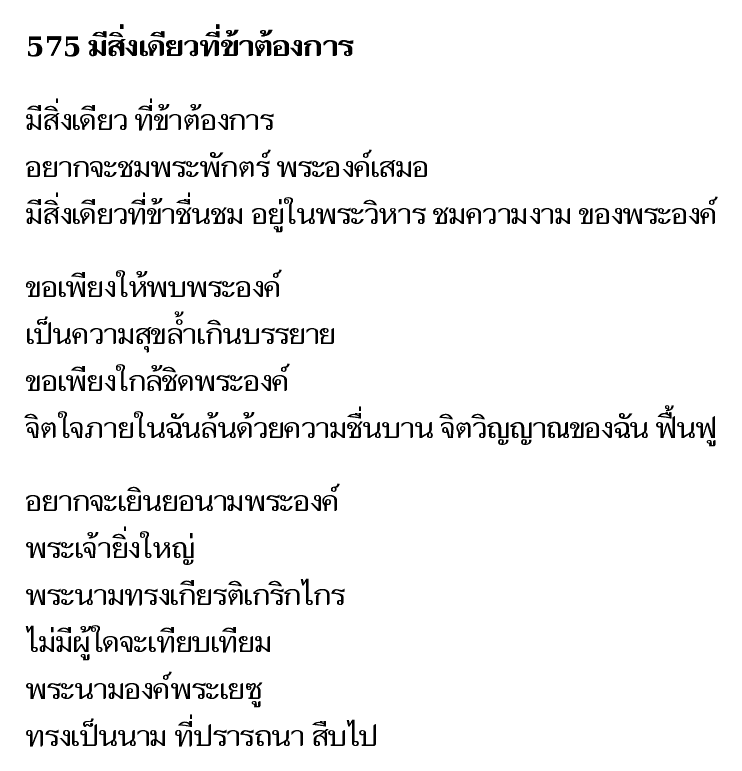 575 มีสิ่งเดียวที่ข้าต้องการ
มีสิ่งเดียว ที่ข้าต้องการ
อยากจะชมพระพักตร์ พระองค์เสมอ
มีสิ่งเดียวที่ข้าชื่นชม อยู่ในพระวิหาร ชมความงาม ของพระองค์
ขอเพียงให้พบพระองค์
เป็นความสุขล้ำเกินบรรยาย
ขอเพียงใกล้ชิดพระองค์
จิตใจภายในฉันล้นด้วยความชื่นบาน จิตวิญญาณของฉัน ฟื้นฟู
อยากจะเยินยอนามพระองค์
พระเจ้ายิ่งใหญ่
พระนามทรงเกียรติเกริกไกร
ไม่มีผู้ใดจะเทียบเทียม
พระนามองค์พระเยซู
ทรงเป็นนาม ที่ปรารถนา สืบไป